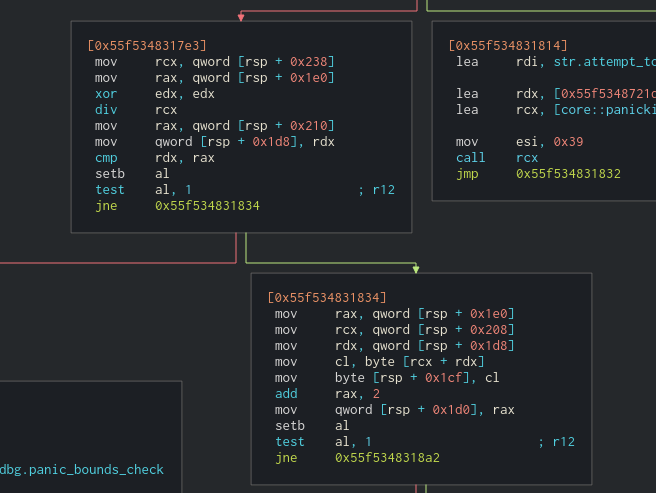 [0x55f5348317e3]
mov rcx, qword [rsp + 0x238]
mov rax, qword [rsp + 0x1e0]
xor edx, edx
div rcx
mov rax, qword [rsp + 0x210]
mov qword [rsp + 0x1d8], rdx
cmp rdx, rax
setb al
test al, 1 ; r12
jne 0x55f534831834
[0x55f534831814]
lea rdi, str.attempt_to
lea rdx, [0x55f5348721
lea rcx, [core::panicki
mov esi, 0x39
call rcx
jmp 0x55f534831832
[0x55f534831834]
mov rax, qword [rsp + 0x1e0]
mov rcx, qword [rsp + 0x208]
mov rdx, qword [rsp + 0x1d8]
mov cl, byte [rcx + rdx]
mov byte [rsp + 0x1cf], cl
add rax, 2
mov qword [rsp + 0x1d0], rax
setb al
test al, 1 ; r12
jne 0x55f5348318a2
dbg.panic_bounds_check